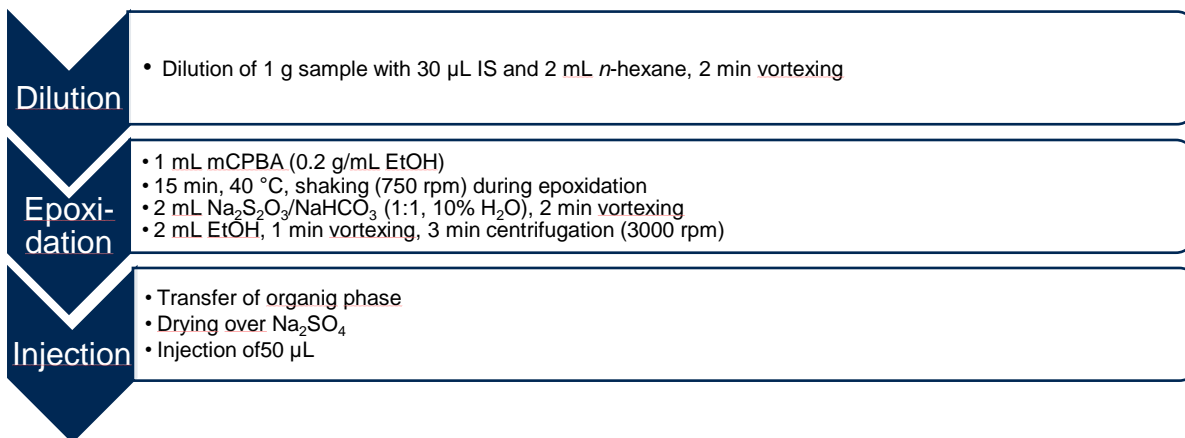 Dilution
• Dilution of 1 g sample with 30 µL IS and 2 mL n-hexane, 2 min vortexing
Epoxi-
dation
• 1 mL mCPBA (0.2 g/mL EtOH)
• 15 min, 40 °C, shaking (750 rpm) during epoxidation
• 2 mL Na₂S₂O₃/NaHCO₃ (1:1, 10% H₂O), 2 min vortexing
• 2 mL EtOH, 1 min vortexing, 3 min centrifugation (3000 rpm)
Injection
• Transfer of organig phase
• Drying over Na₂SO₄
• Injection of50 µL